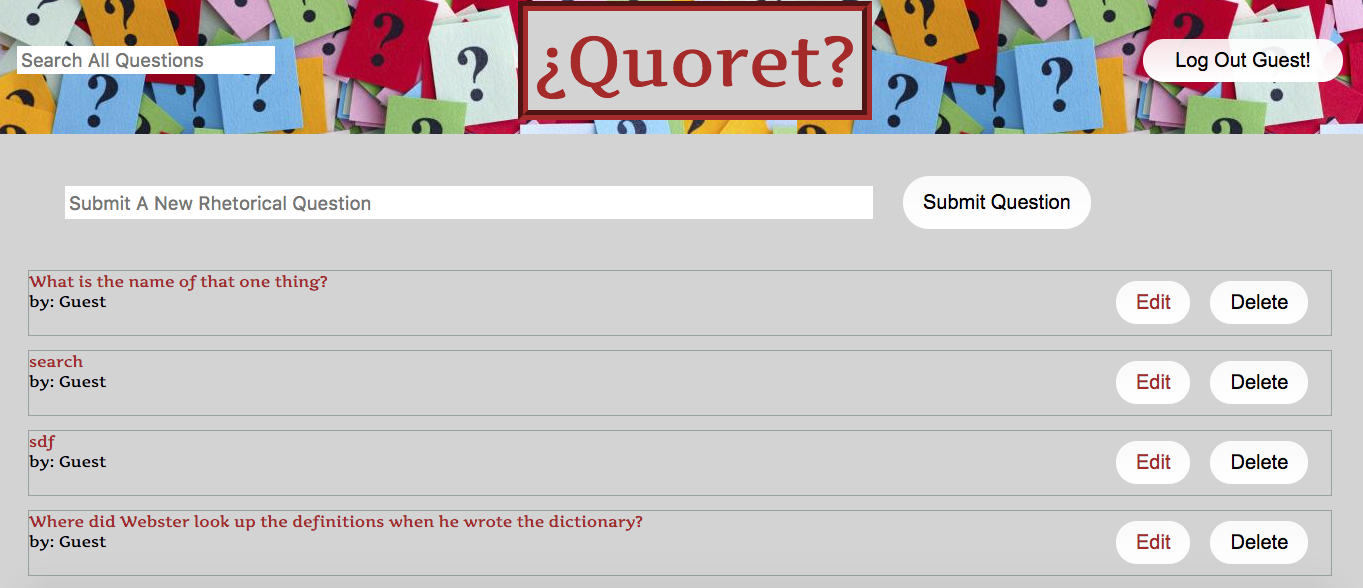 Search All Questions
¿Quoret?
Log Out Guest!
Submit A New Rhetorical Question
Submit Question
What is the name of that one thing?
by: Guest
Edit
Delete
search
by: Guest
Edit
Delete
sdf
by: Guest
Edit
Delete
Where did Webster look up the definitions when he wrote the dictionary?
by: Guest
Edit
Delete